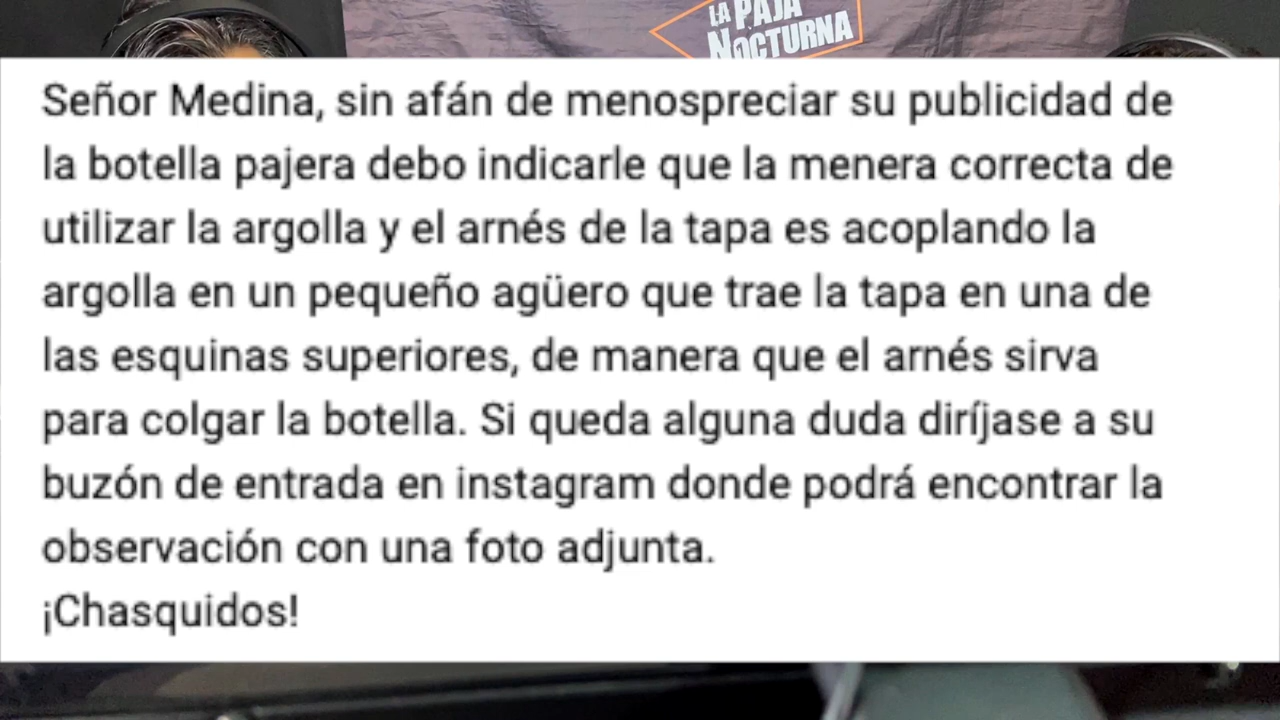 LA PAJA
NOCTURNA
Señor Medina, sin afán de menospreciar su publicidad de
la botella pajera debo indicarle que la menera correcta de
utilizar la argolla y el arnés de la tapa es acoplando la
argolla en un pequeño agüero que trae la tapa en una de
las esquinas superiores, de manera que el arnés sirva
para colgar la botella. Si queda alguna duda diríjase a su
buzón de entrada en instagram donde podrá encontrar la
observación con una foto adjunta.
¡Chasquidos!